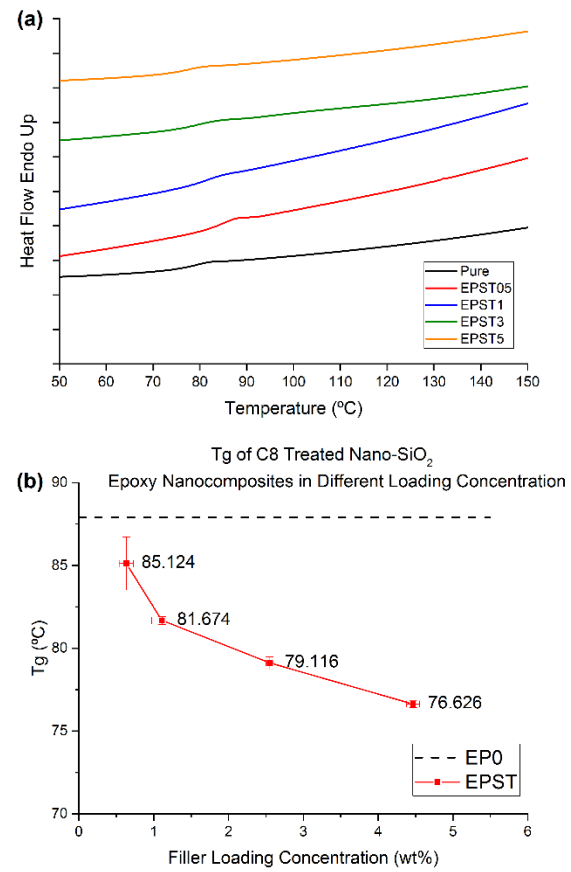 (a)
Heat Flow Endo Up
Pure
EPST05
EPST1
EPST3
EPST5
50 60 70 80 90 100 110 120 130 140 150
Temperature (ºC)
Tg of C8 Treated Nano-SiO₂
(b) Epoxy Nanocomposites in Different Loading Concentration
90
85
80
75
70
Tg (ºC)
85.124
81.674
79.116
76.626
EP0
EPST
0 1 2 3 4 5 6
Filler Loading Concentration (wt%)